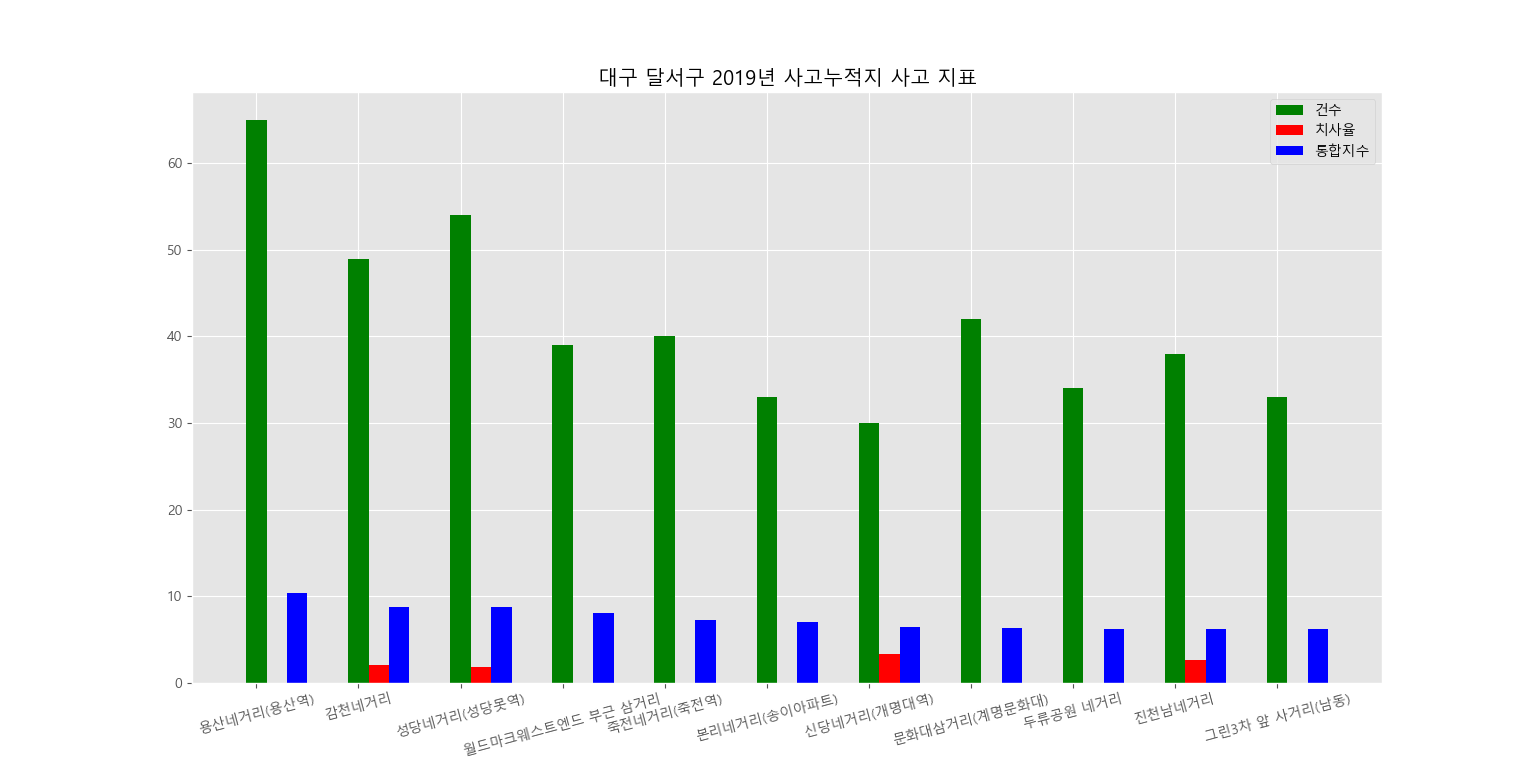 대구 달서구 2019년 사고누적지 사고 지표
건수
치사율
통합지수
60
50
40
30
20
10
0
용산네거리(용산역)
감천네거리
성당네거리(성당못역)
월드마크웨스트엔드 부근 삼거리
죽전네거리(죽전역)
본리네거리(송이아파트)
신당네거리(개명대역)
문화대삼거리(계명문화대)
두류공원 네거리
진천남네거리
그린3차 앞 사거리(남동)